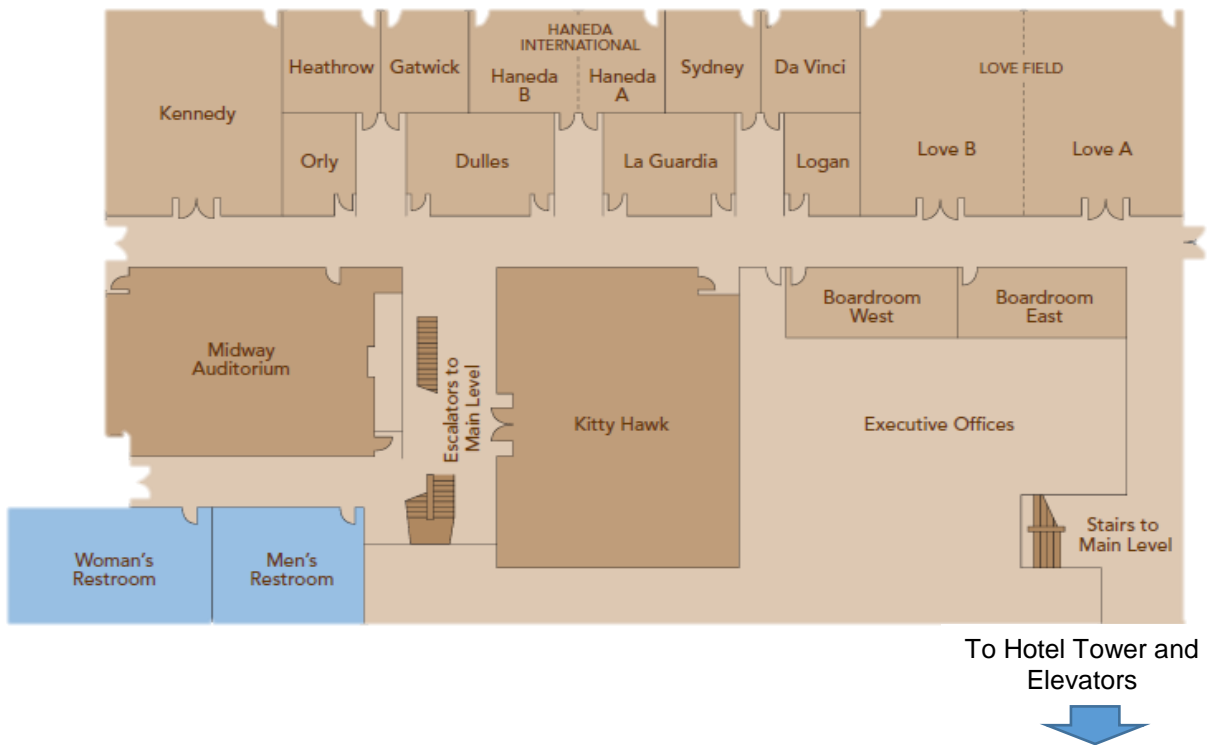 HANEDA
INTERNATIONAL
Heathrow
Gatwick
Haneda
B
Haneda
A
Sydney
Da Vinci
LOVE FIELD
Kennedy
Orly
Dulles
La Guardia
Logan
Love B
Love A
Boardroom
West
Boardroom
East
Midway
Auditorium
Escalators to
Main Level
Kitty Hawk
Executive Offices
Stairs to
Main Level
Woman's
Restroom
Men's
Restroom
To Hotel Tower and
Elevators